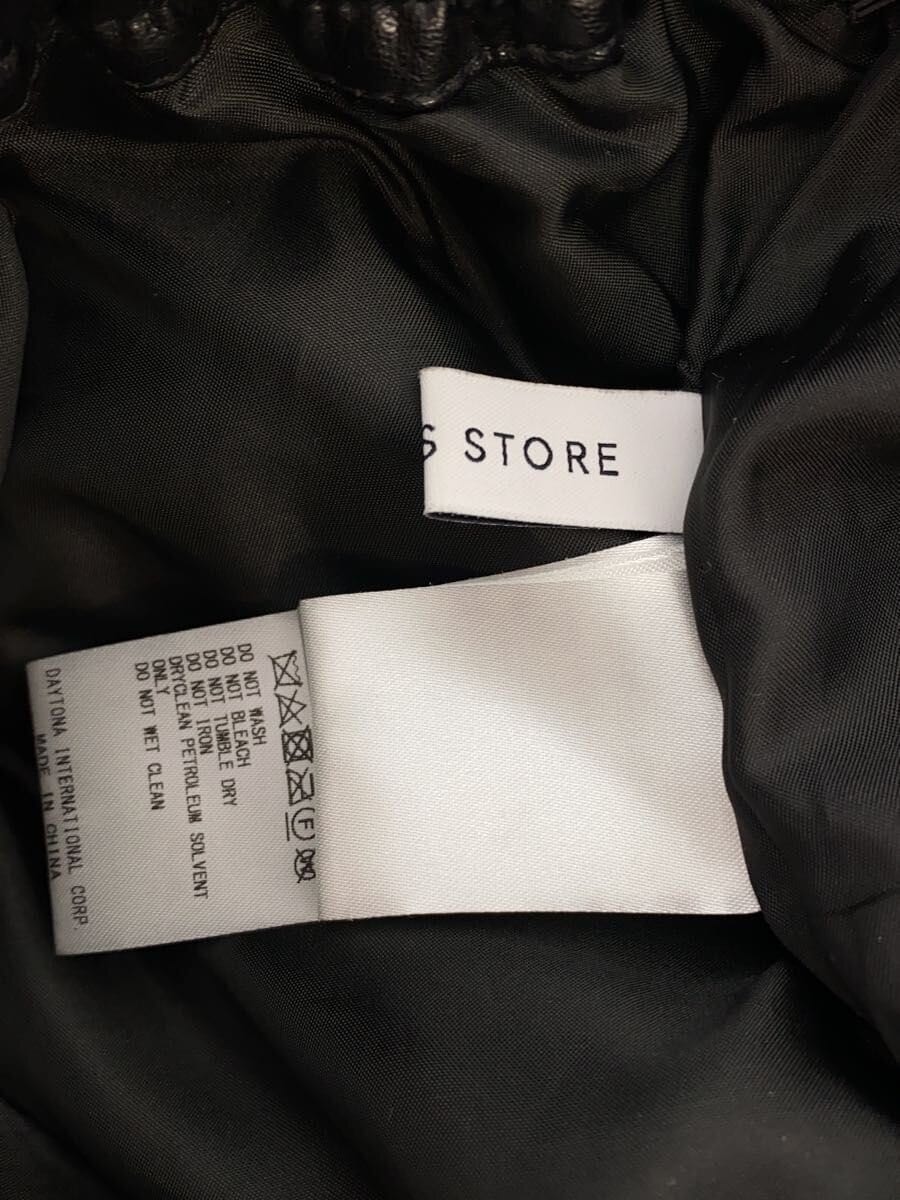 S STORE
DO NOT WASH
DO NOT BLEACH
DO NOT TUMBLE DRY
DO NOT IRON
DRYCLEAN PETROLEUM SOLVENT
ONLY
DO NOT WET CLEAN
DAYTONA INTERNATIONAL CORP.
MADE IN CHINA
F